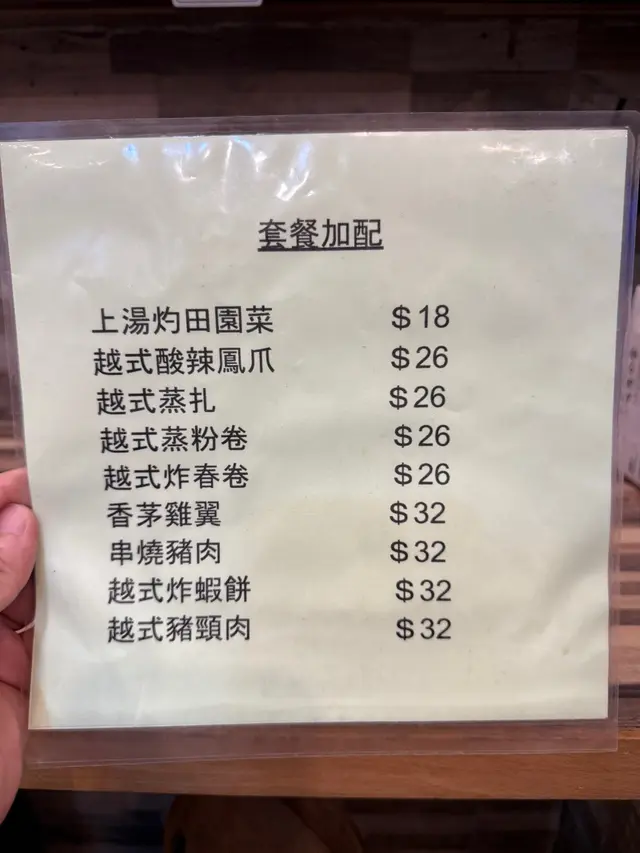 套餐加配
上湯灼田園菜 $18
越式酸辣鳳爪 $26
越式蒸扎 $26
越式蒸粉卷 $26
越式炸春卷 $26
香茅雞翼 $32
串燒豬肉 $32
越式炸蝦餅 $32
越式豬頸肉 $32